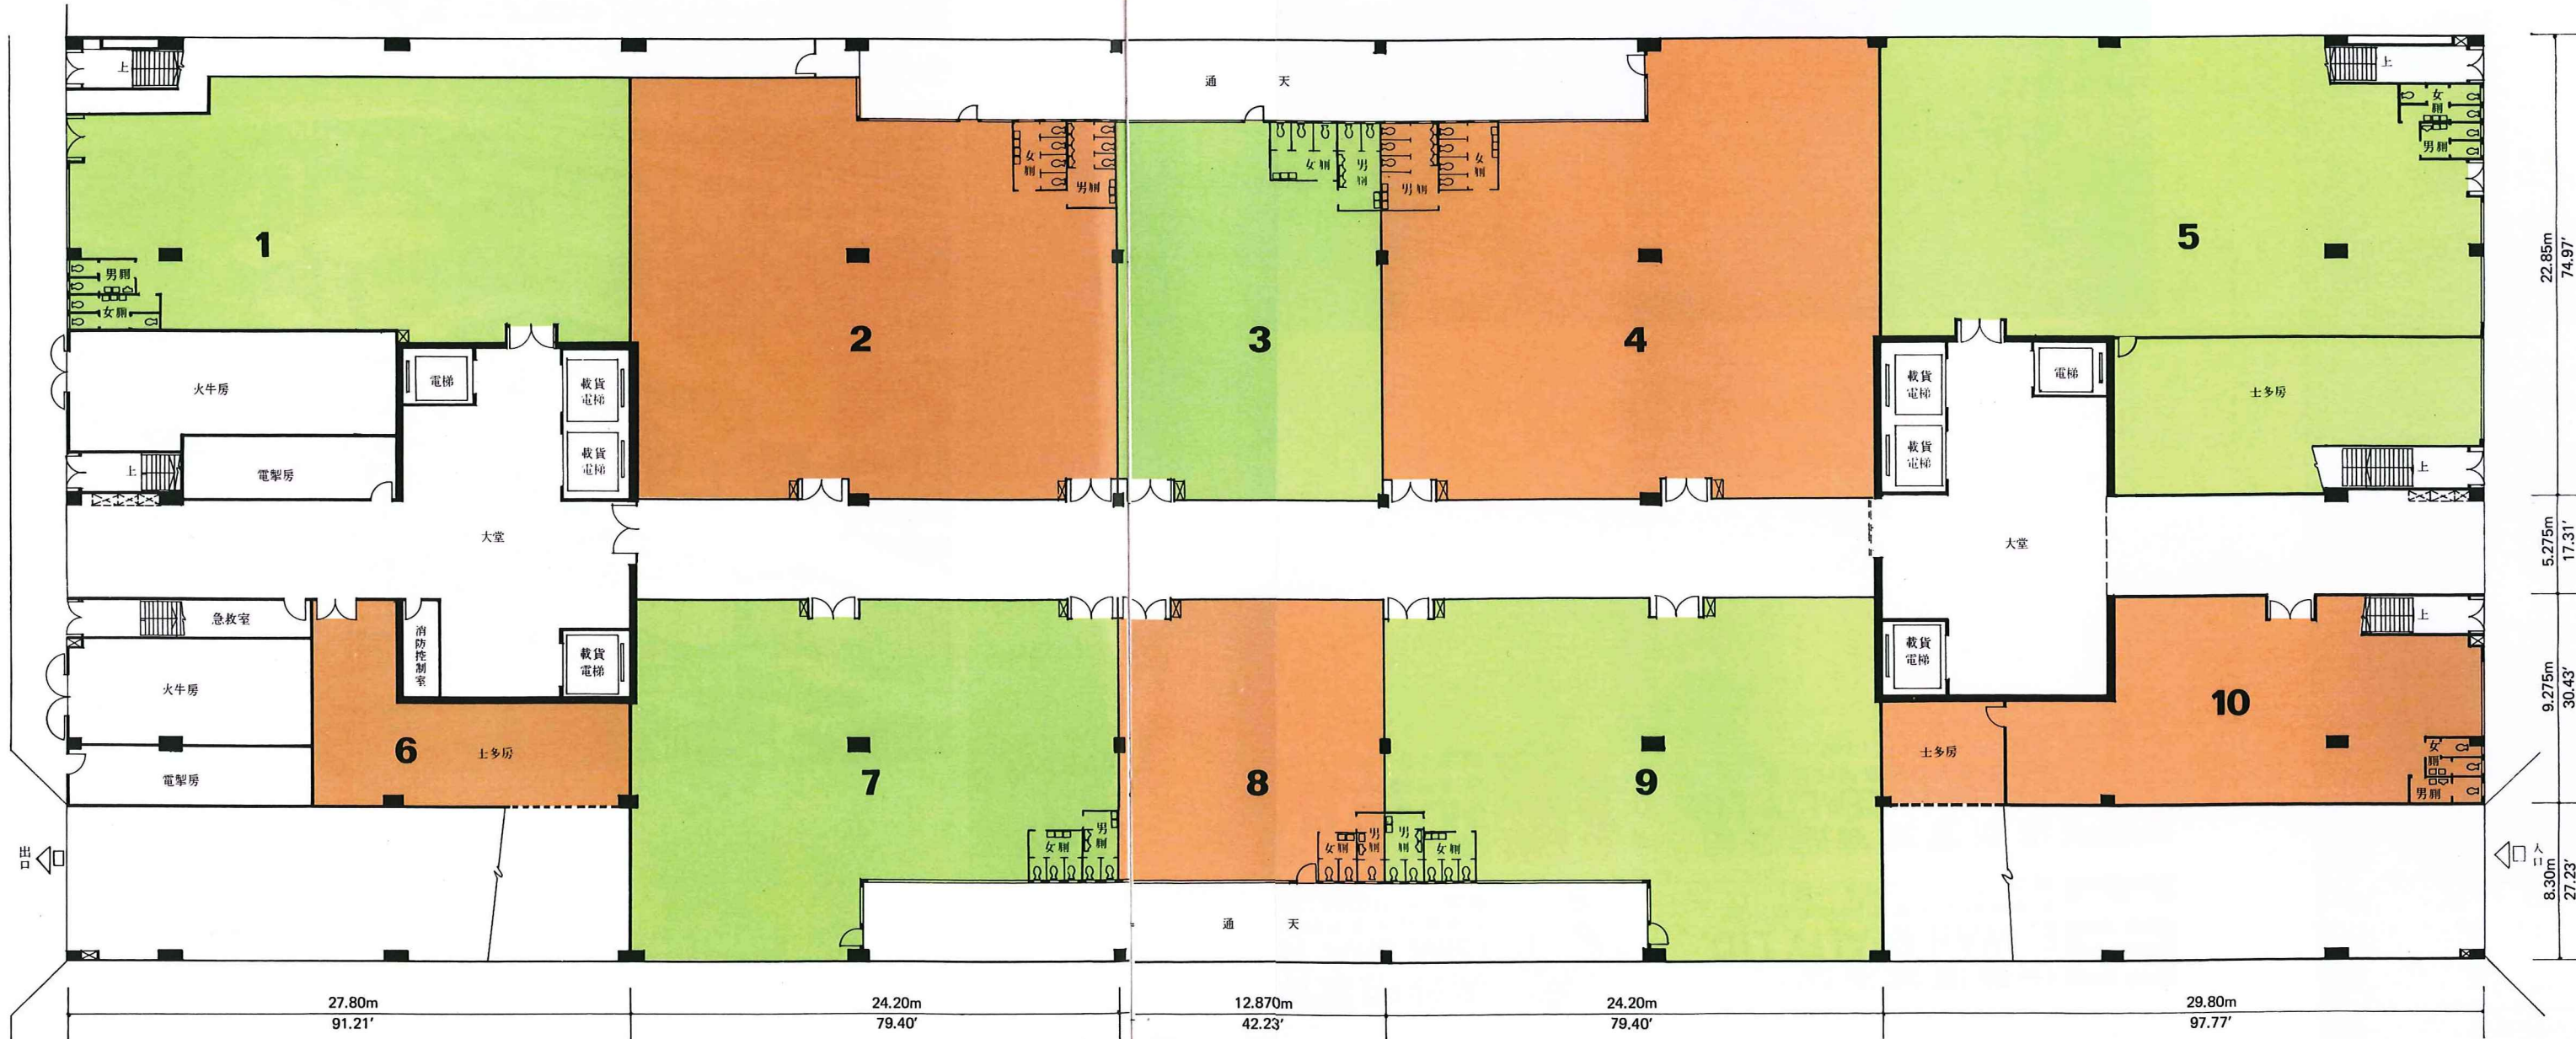 上
通 天
上
女
廁
男廁
女
廁
男廁
女廁
男
廁
男廁
女
廁
1
5
男廁
女廁
2
3
4
火牛房
電梯
載貨
電梯
載貨
電梯
載貨
電梯
載貨
電梯
電梯
士多房
上
電掣房
上
大堂
大堂
急救室
消
防
控
制
室
載貨
電梯
載貨
電梯
上
火牛房
電掣房
6
士多房
7
8
9
士多房
10
女
廁
男廁
女廁
男
廁
女廁
男
廁
男
廁
女廁
出
口
入
口
通 天
22.85m
74.97'
5.275m
17.31'
9.275m
30.43'
8.30m
27.23'
27.80m
91.21'
24.20m
79.40'
12.870m
42.23'
24.20m
79.40'
29.80m
97.77'